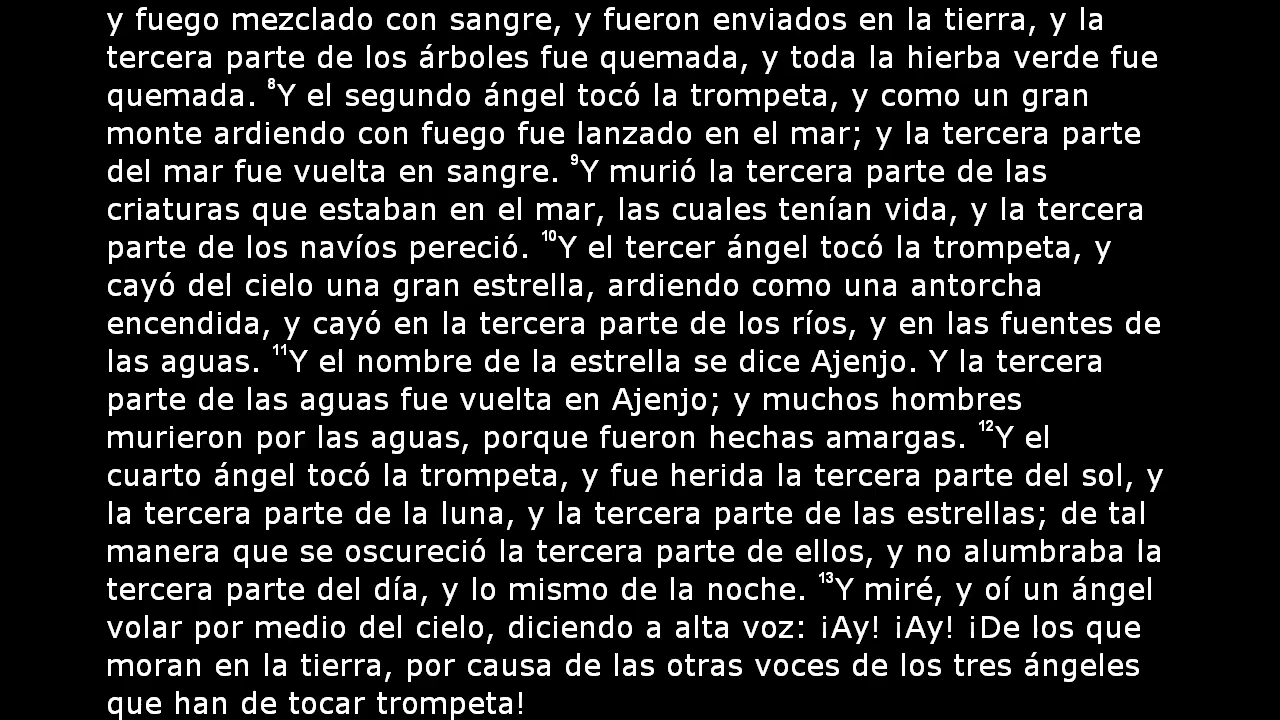 y fuego mezclado con sangre, y fueron enviados en la tierra, y la
tercera parte de los árboles fue quemada, y toda la hierba verde fue
quemada. ⁸Y el segundo ángel tocó la trompeta, y como un gran
monte ardiendo con fuego fue lanzado en el mar; y la tercera parte
del mar fue vuelta en sangre. ⁹Y murió la tercera parte de las
criaturas que estaban en el mar, las cuales tenían vida, y la tercera
parte de los navíos pereció. ¹⁰Y el tercer ángel tocó la trompeta, y
cayó del cielo una gran estrella, ardiendo como una antorcha
encendida, y cayó en la tercera parte de los ríos, y en las fuentes de
las aguas. ¹¹Y el nombre de la estrella se dice Ajenjo. Y la tercera
parte de las aguas fue vuelta en Ajenjo; y muchos hombres
murieron por las aguas, porque fueron hechas amargas. ¹²Y el
cuarto ángel tocó la trompeta, y fue herida la tercera parte del sol, y
la tercera parte de la luna, y la tercera parte de las estrellas; de tal
manera que se oscureció la tercera parte de ellos, y no alumbraba la
tercera parte del día, y lo mismo de la noche. ¹³Y miré, y oí un ángel
volar por medio del cielo, diciendo a alta voz: ¡Ay! ¡Ay! ¡De los que
moran en la tierra, por causa de las otras voces de los tres ángeles
que han de tocar trompeta!